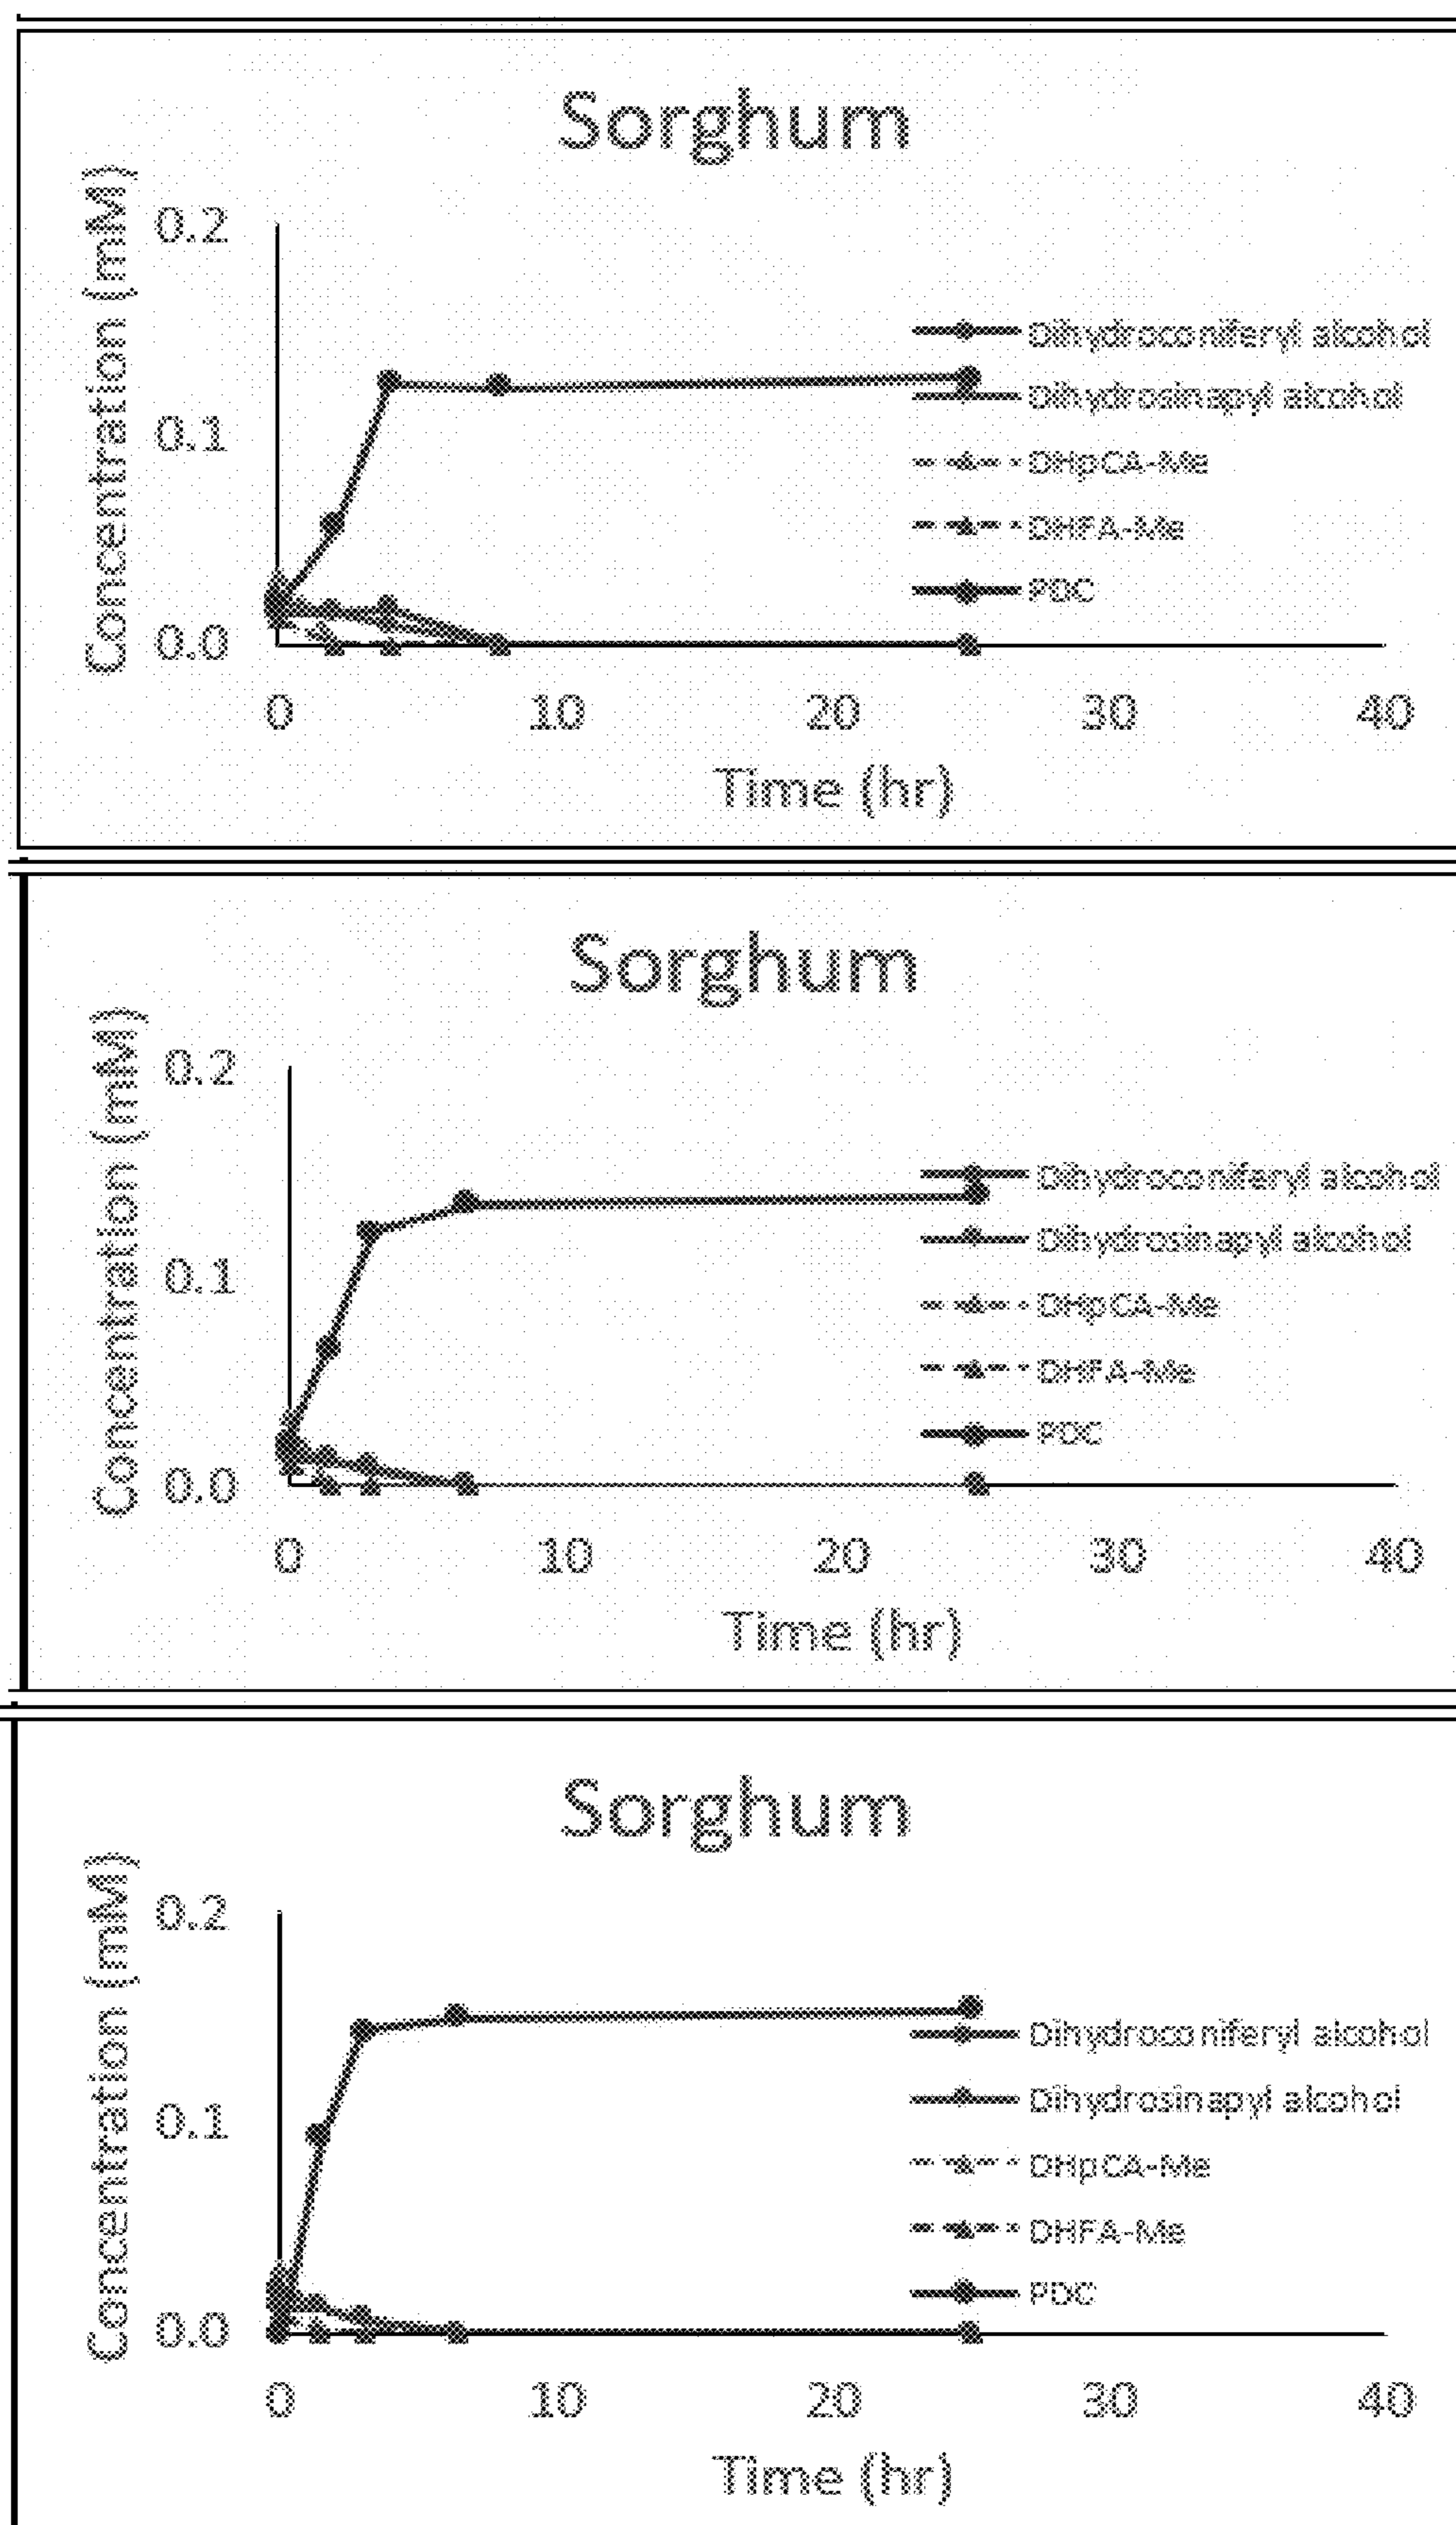 Sorghum
Concentration (mM)
0.2
0.1
0.0
Dihydroconiferyl alcohol
Dihydrosinapyl alcohol
DHpCA-Me
DHFA-Me
PDC
0 10 20 30 40
Time (hr)
Sorghum
Concentration (mM)
0.2
0.1
0.0
Dihydroconiferyl alcohol
Dihydrosinapyl alcohol
DHpCA-Me
DHFA-Me
PDC
0 10 20 30 40
Time (hr)
Sorghum
Concentration (mM)
0.2
0.1
0.0
Dihydroconiferyl alcohol
Dihydrosinapyl alcohol
DHpCA-Me
DHFA-Me
PDC
0 10 20 30 40
Time (hr)